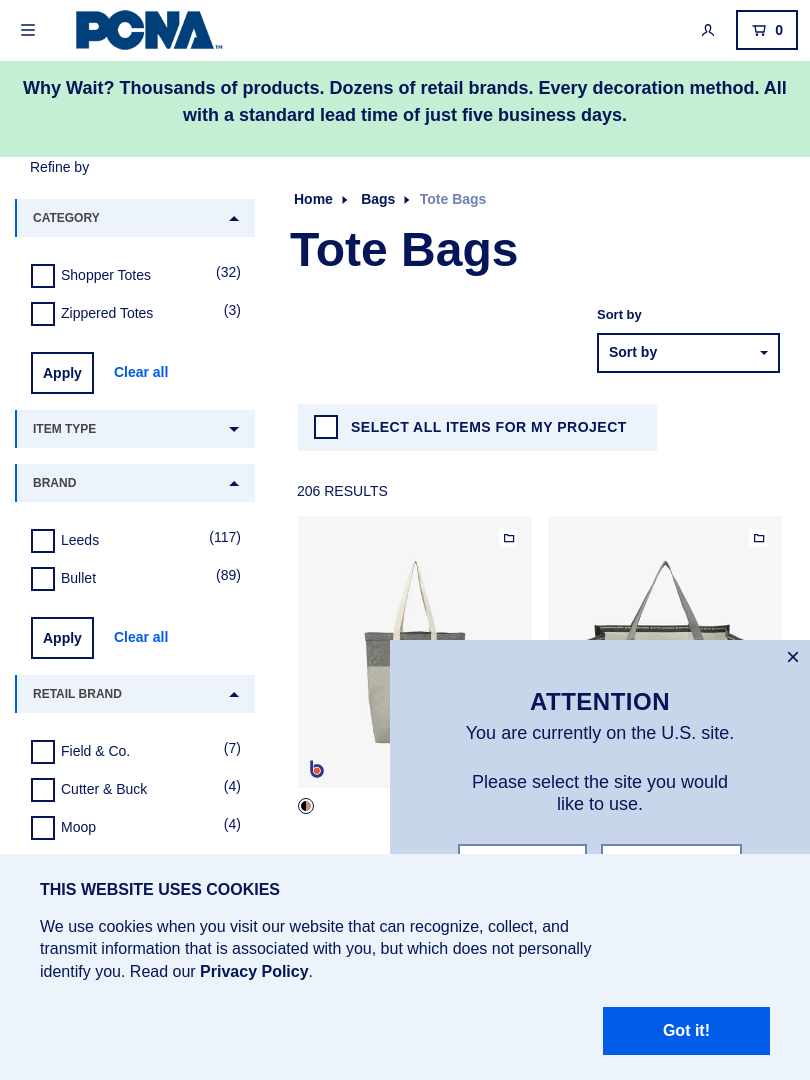 PCNA™
0
Why Wait? Thousands of products. Dozens of retail brands. Every decoration method. All
with a standard lead time of just five business days.
Refine by
CATEGORY
Shopper Totes (32)
Zippered Totes (3)
Apply Clear all
ITEM TYPE
BRAND
Leeds (117)
Bullet (89)
Apply Clear all
RETAIL BRAND
Field & Co. (7)
Cutter & Buck (4)
Moop (4)
Home Bags Tote Bags
Tote Bags
Sort by
Sort by
SELECT ALL ITEMS FOR MY PROJECT
206 RESULTS
b
ATTENTION
You are currently on the U.S. site.
Please select the site you would
like to use.
THIS WEBSITE USES COOKIES
We use cookies when you visit our website that can recognize, collect, and
transmit information that is associated with you, but which does not personally
identify you. Read our Privacy Policy.
Got it!